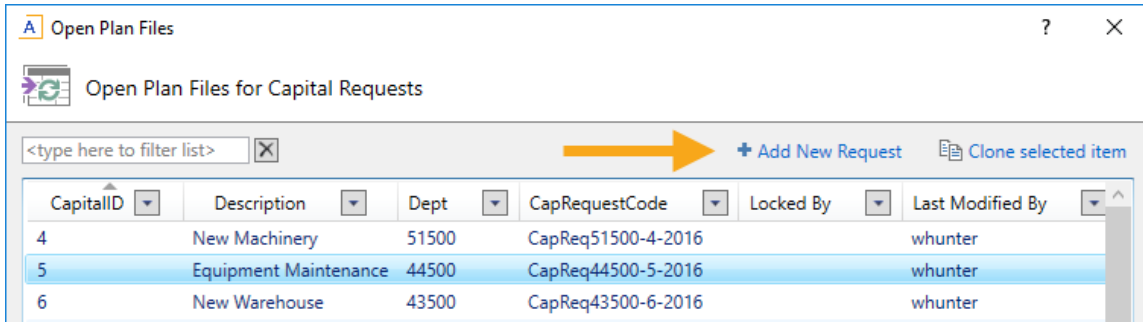 A Open Plan Files ?
Open Plan Files for Capital Requests
<type here to filter list> + Add New Request Clone selected item
CapitalID Description Dept CapRequestCode Locked By Last Modified By
4 New Machinery 51500 CapReq51500-4-2016 whunter
5 Equipment Maintenance 44500 CapReq44500-5-2016 whunter
6 New Warehouse 43500 CapReq43500-6-2016 whunter